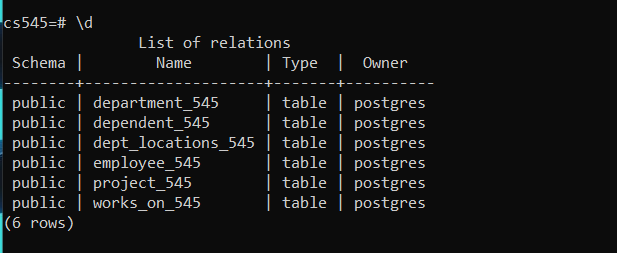 cs545=# \d
               List of relations
 Schema |        Name        | Type  |  Owner
--------+--------------------+-------+----------
 public | department_545     | table | postgres
 public | dependent_545      | table | postgres
 public | dept_locations_545 | table | postgres
 public | employee_545       | table | postgres
 public | project_545        | table | postgres
 public | works_on_545       | table | postgres
(6 rows)